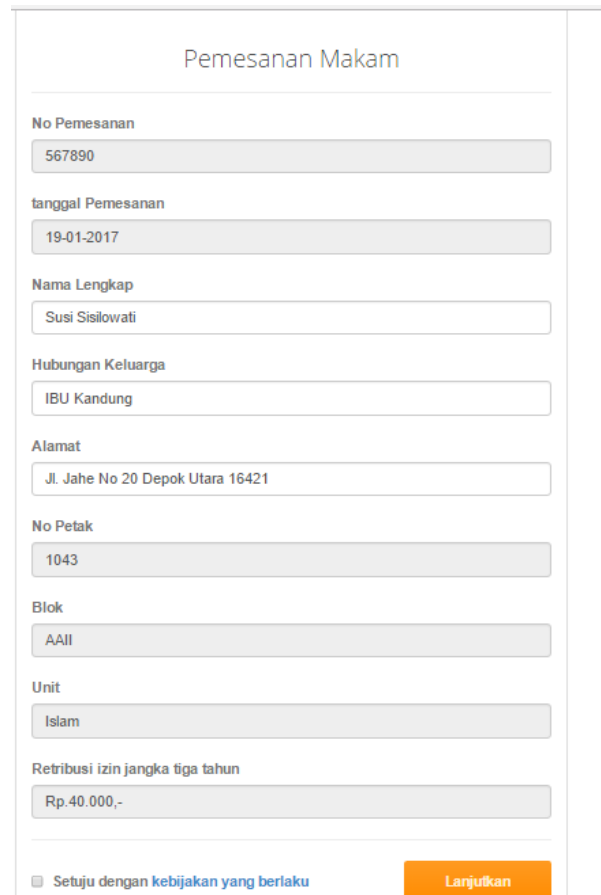 Pemesanan Makam
No Pemesanan
567890
tanggal Pemesanan
19-01-2017
Nama Lengkap
Susi Sisilowati
Hubungan Keluarga
IBU Kandung
Alamat
Jl. Jahe No 20 Depok Utara 16421
No Petak
1043
Blok
AAII
Unit
Islam
Retribusi izin jangka tiga tahun
Rp.40.000,-
Setuju dengan kebijakan yang berlaku
Lanjutkan